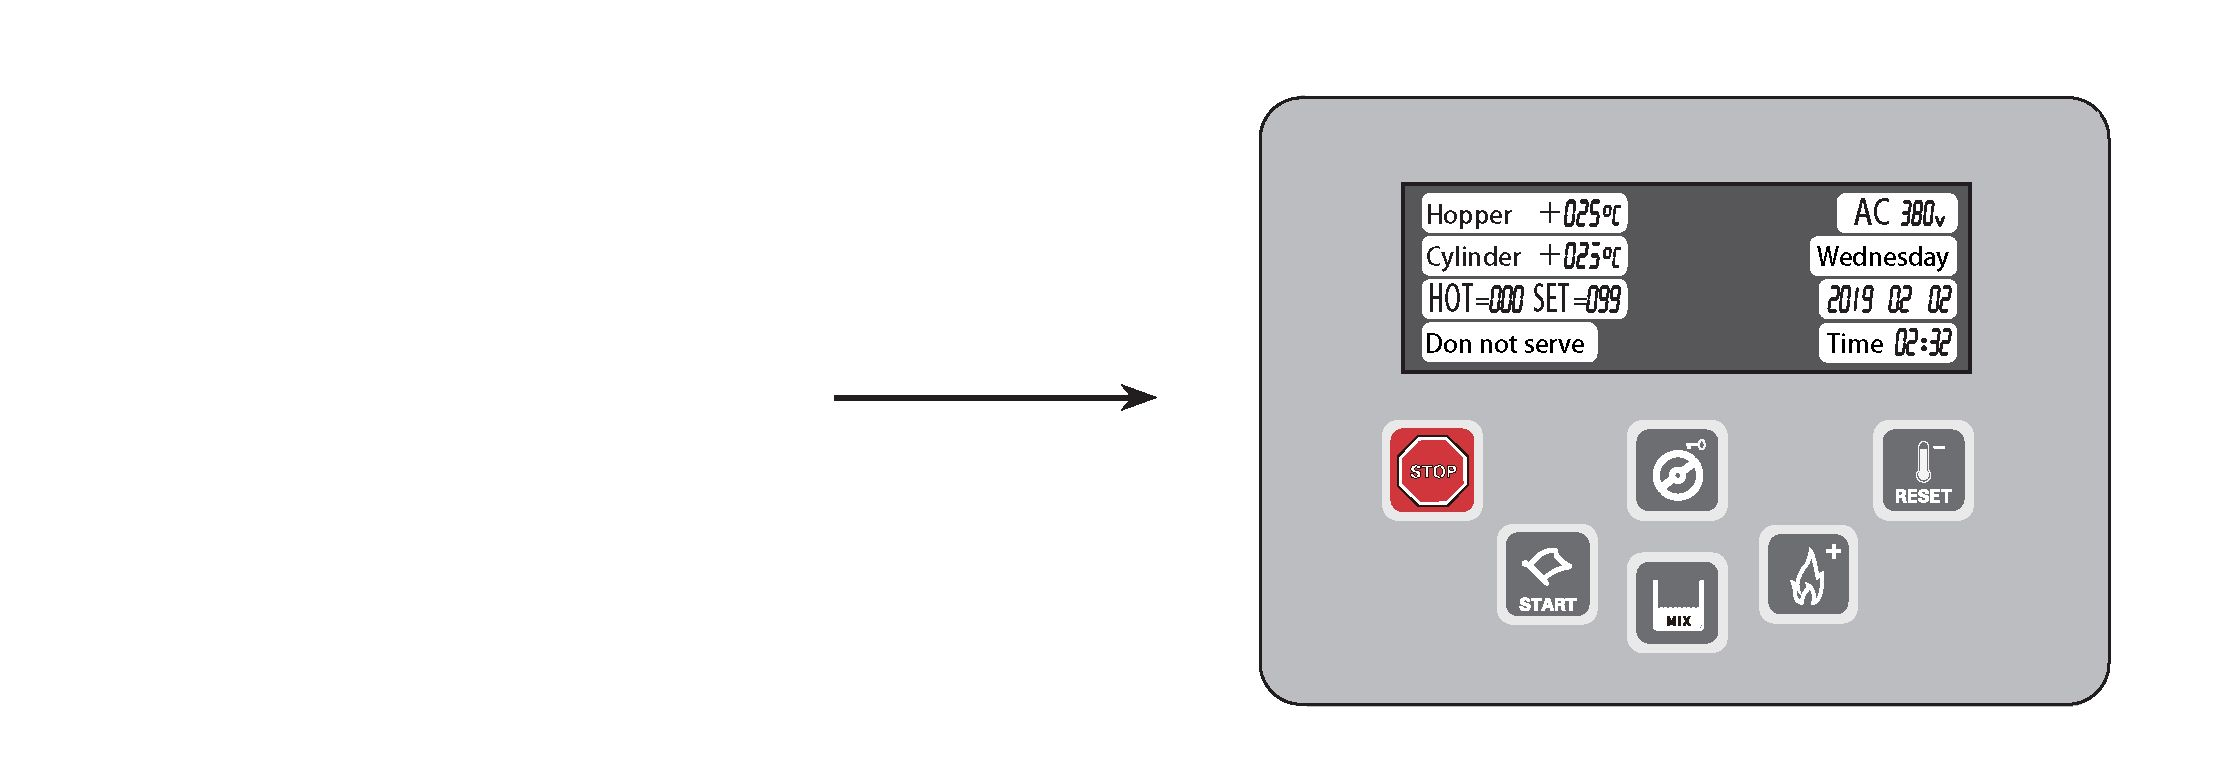 Hopper +025°C
AC 380v
Cylinder +025°C
Wednesday
HOT=000 SET=099
2019 02 02
Don not serve
Time 02:32
STOP
RESET
START
MIX